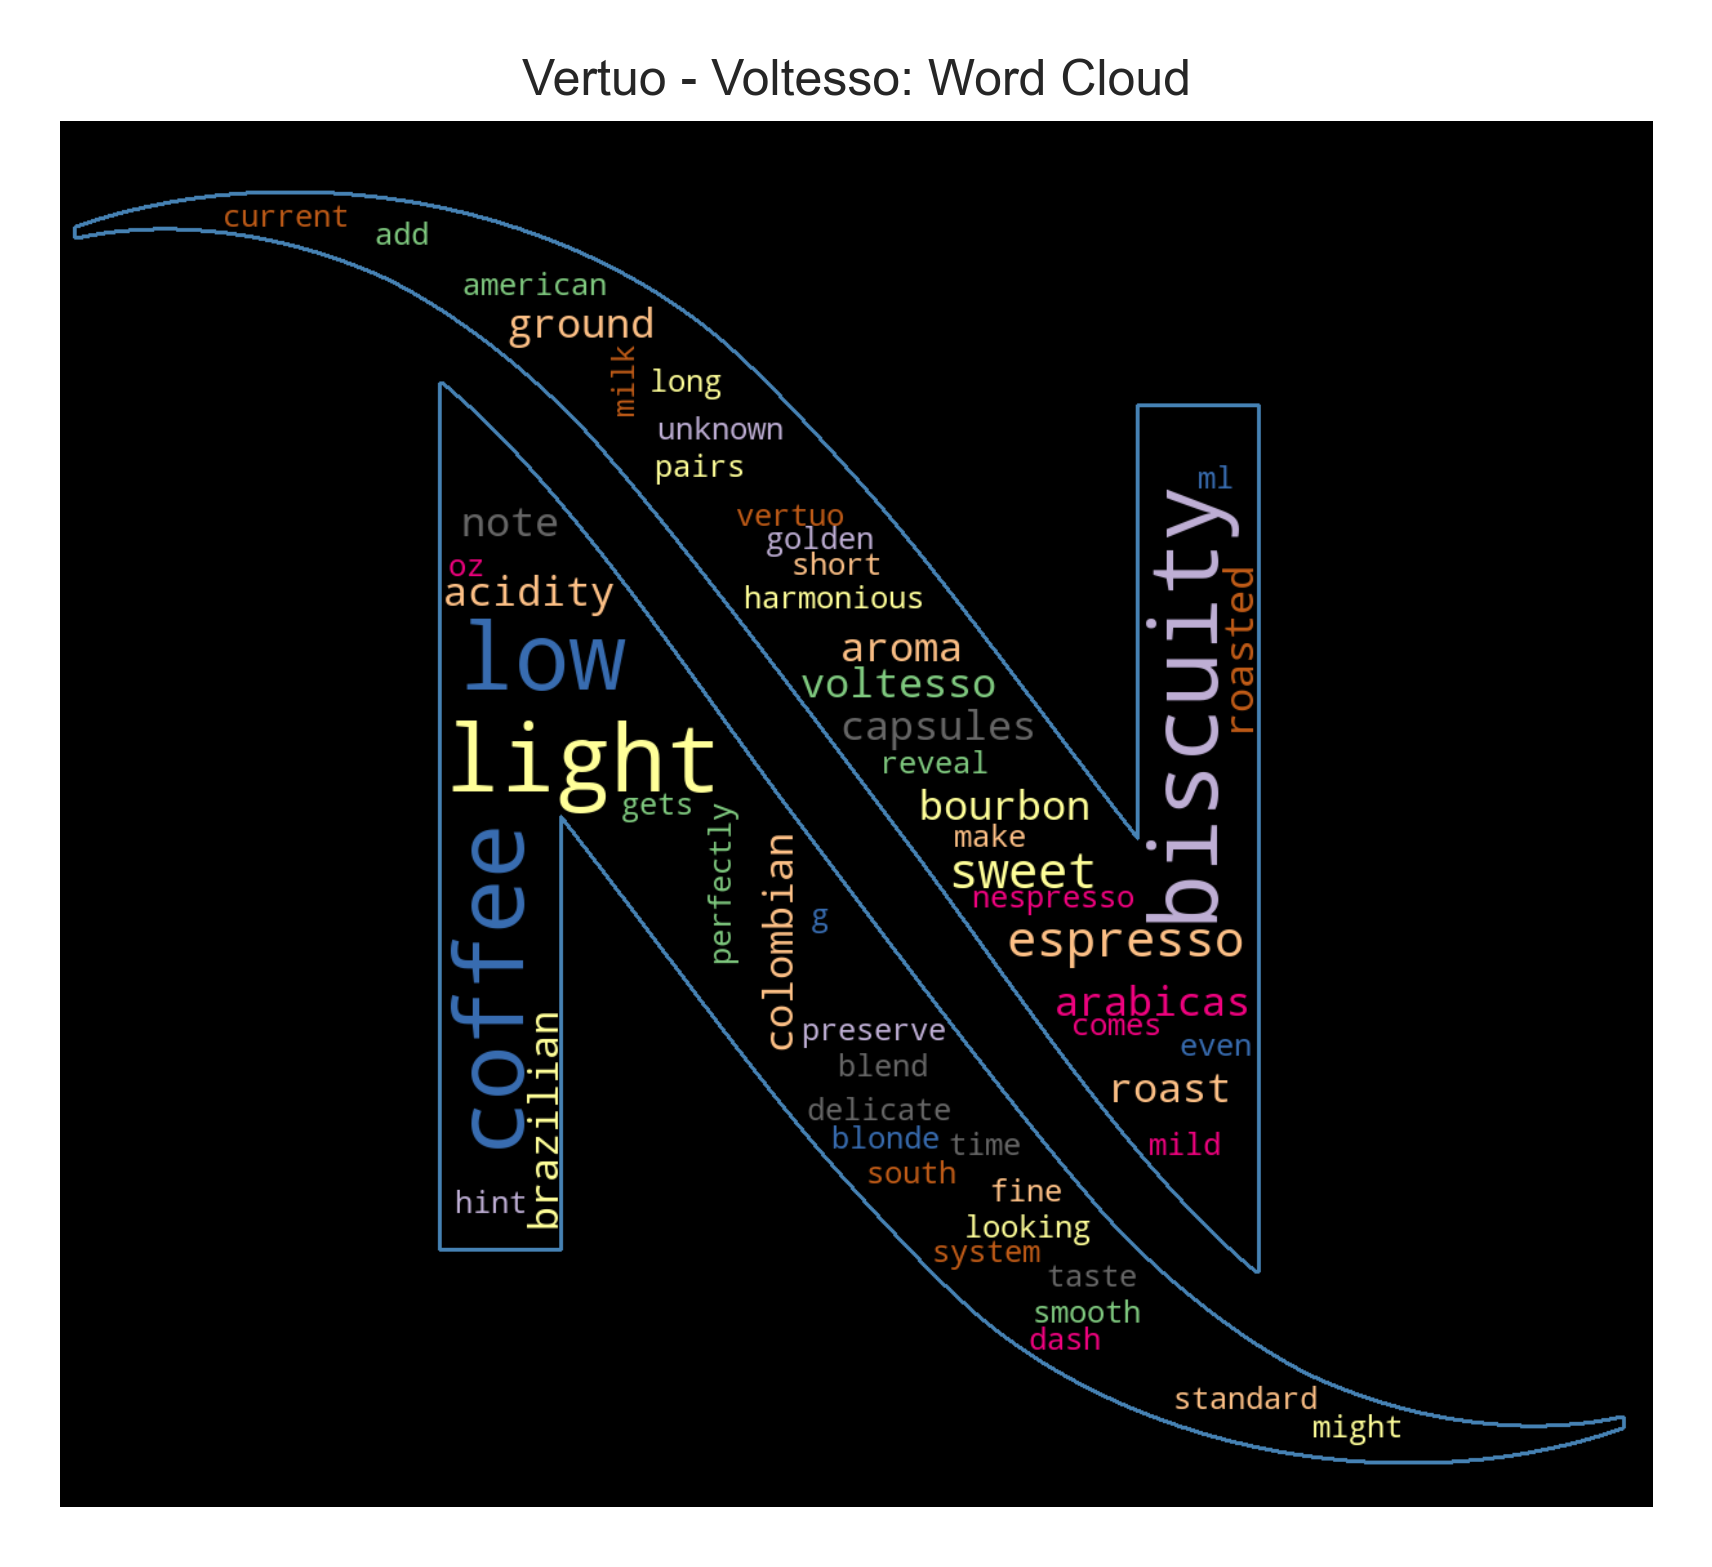 Vertuo - Voltesso: Word Cloud
current
add
american
ground
milk
long
unknown
pairs
ml
biscuity
roasted
note
vertuo
golden
short
oz
acidity
harmonious
low
aroma
voltesso
capsules
light
reveal
gets
bourbon
perfectly
make
coffee
colombian
sweet
nespresso
g
espresso
arabicas
comes
brazilian
preserve
even
blend
roast
delicate
blonde
time
mild
south
fine
hint
looking
system
taste
smooth
dash
standard
might